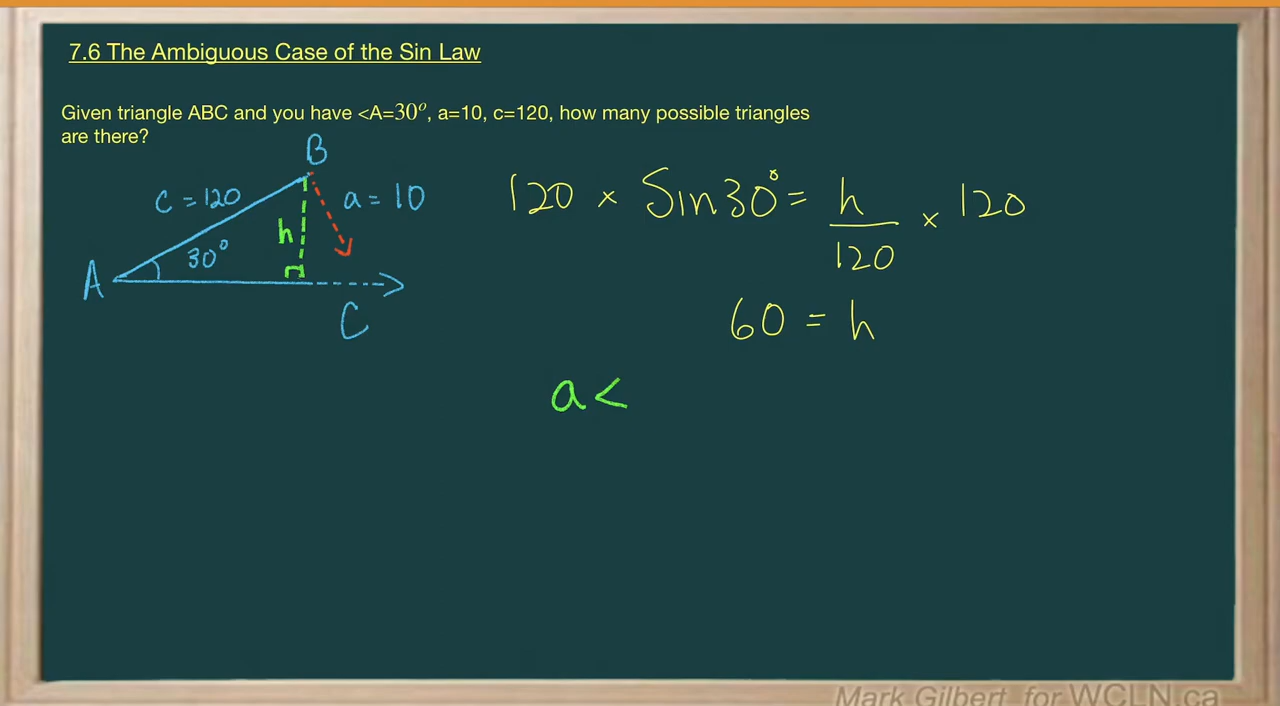 7.6 The Ambiguous Case of the Sin Law
Given triangle ABC and you have <A=30°, a=10, c=120, how many possible triangles
are there?
B
c = 120
a = 10
h
30°
A
C
120 × Sin30° = h/120 × 120
60 = h
a <
Mark Gilbert for WCLN.ca